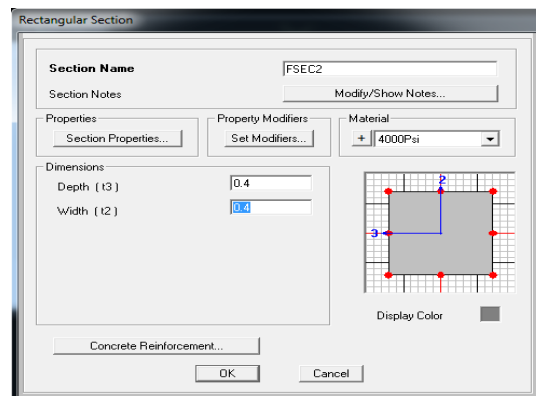 Rectangular Section
Section Name FSEC2
Section Notes Modify/Show Notes...
Properties Property Modifiers Material
Section Properties... Set Modifiers... + 4000Psi
Dimensions
Depth ( t3 ) 0.4
Width ( t2 ) 0.4
2
3
Display Color
Concrete Reinforcement...
OK Cancel